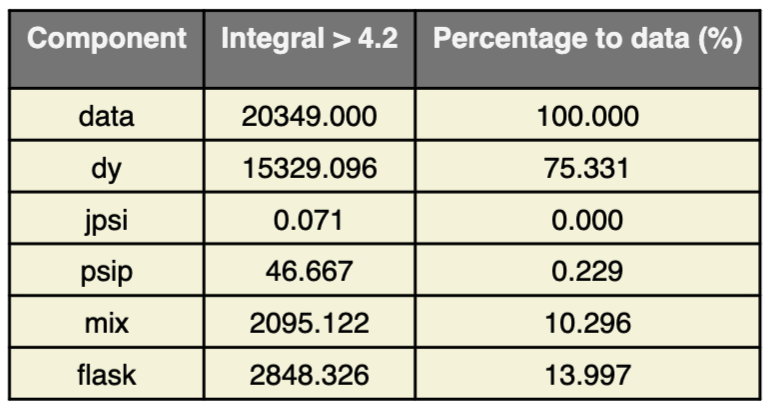 Component Integral > 4.2 Percentage to data (%)
data 20349.000 100.000
dy 15329.096 75.331
jpsi 0.071 0.000
psip 46.667 0.229
mix 2095.122 10.296
flask 2848.326 13.997